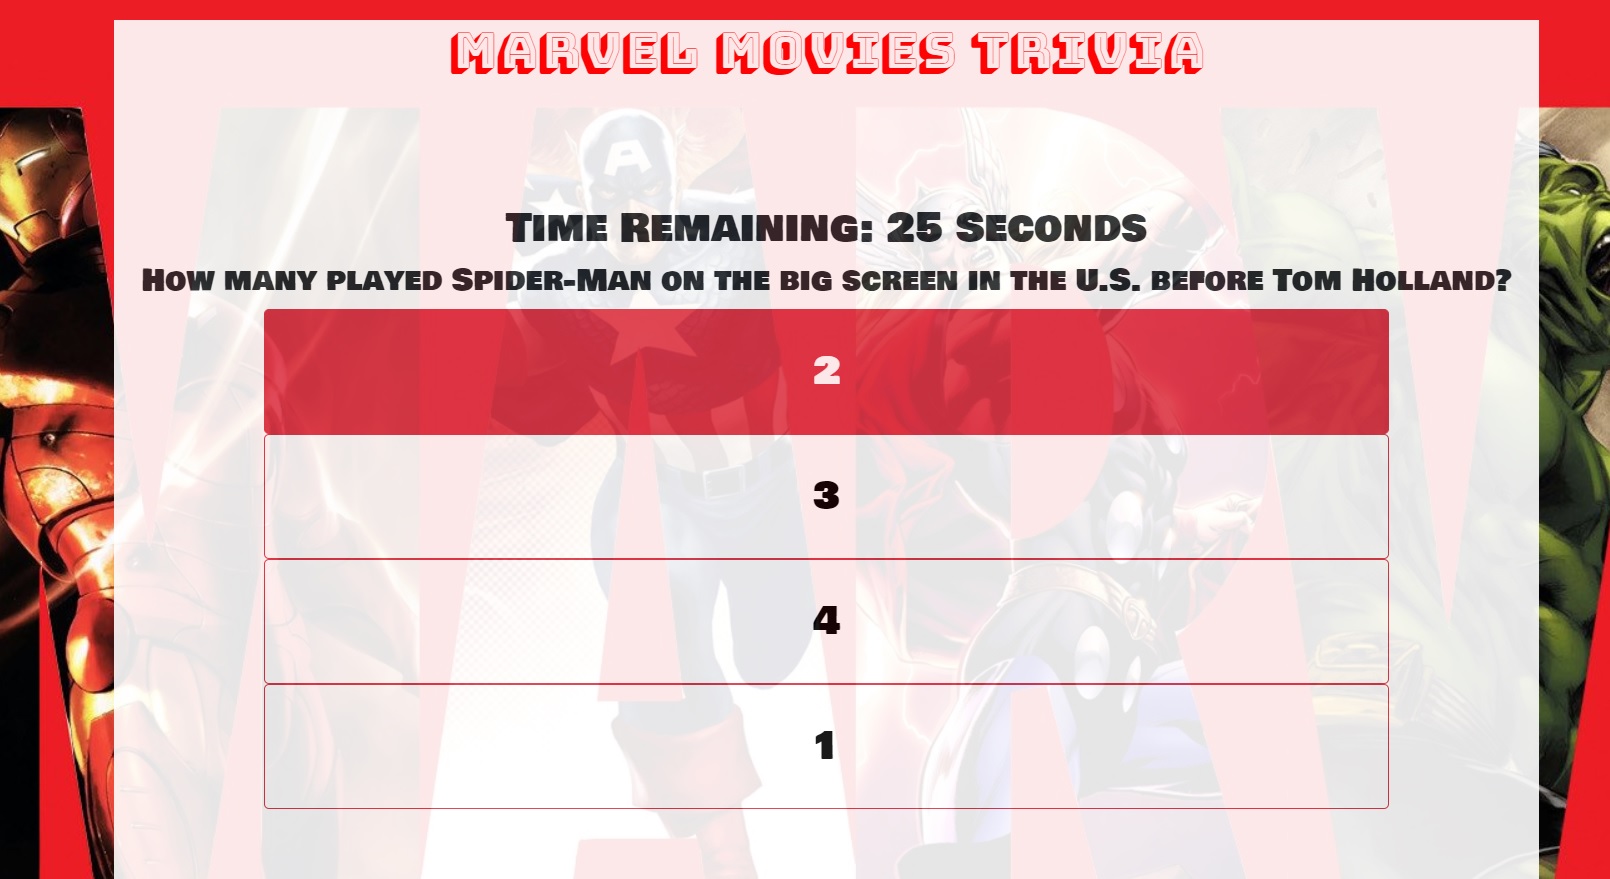 MARVEL MOVIES TRIVIA
Time Remaining: 25 Seconds
How many played Spider-Man on the big screen in the U.S. before Tom Holland?
2
3
4
1
A